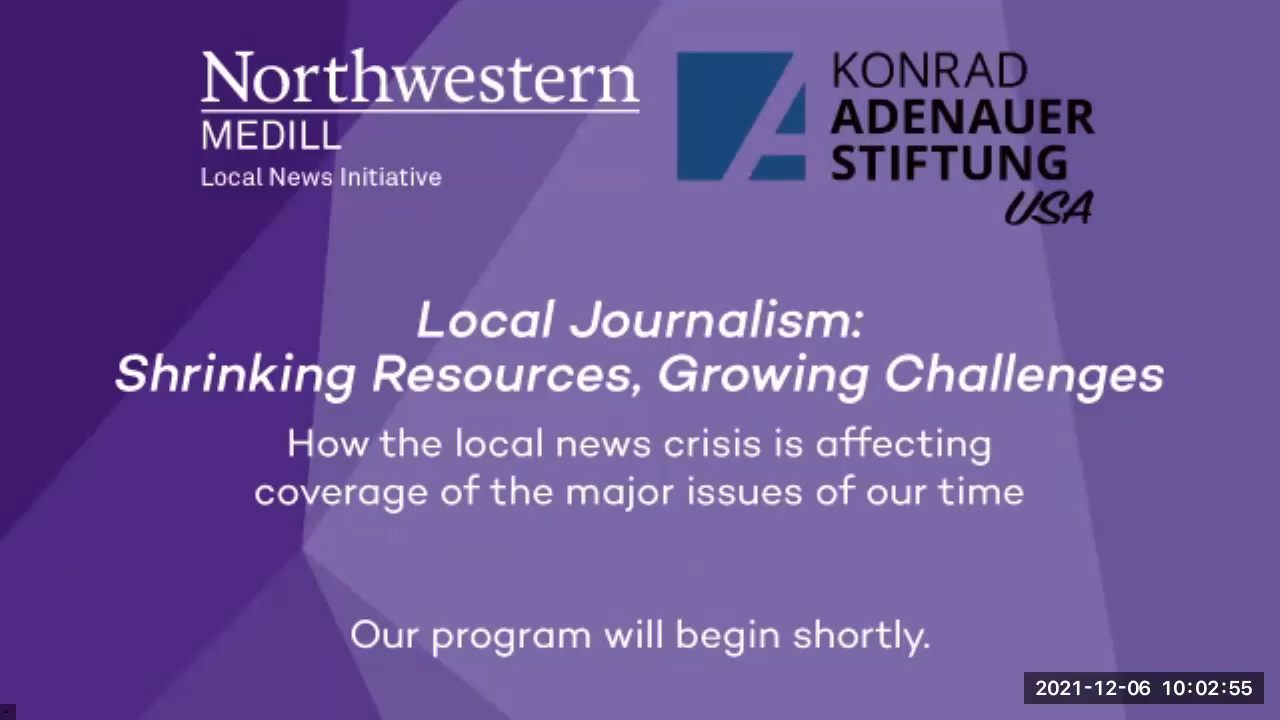 Northwestern
MEDILL
Local News Initiative
KONRAD
ADENAUER
STIFTUNG
USA
Local Journalism:
Shrinking Resources, Growing Challenges
How the local news crisis is affecting
coverage of the major issues of our time
Our program will begin shortly.
2021-12-06 10:02:55